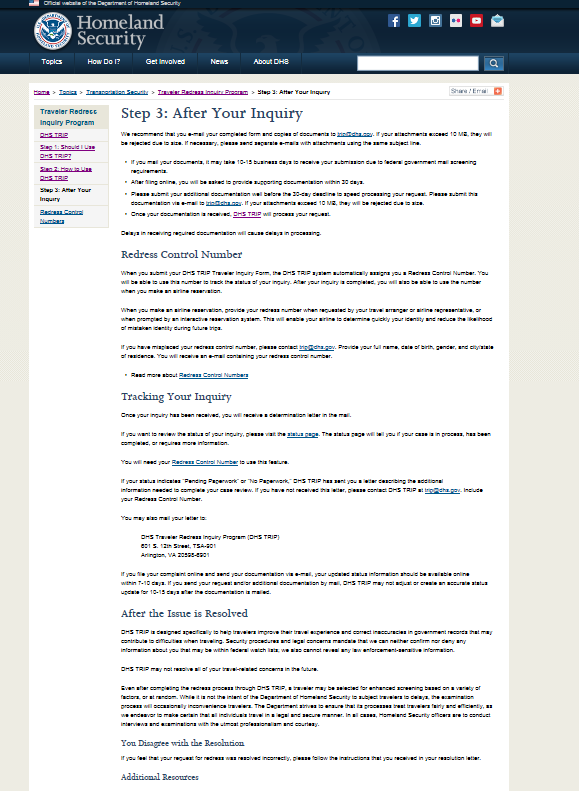 Official website of the Department of Homeland Security
Homeland
Security
Topics How Do I? Get Involved News About DHS
Home > Topics > Transportation Security > Traveler Redress Inquiry Program > Step 3: After Your Inquiry
Share / Email
Traveler Redress
Inquiry Program
DHS TRIP
Step 1: Should I Use
DHS TRIP?
Step 2: How to Use
DHS TRIP
Step 3: After Your
Inquiry
Redress Control
Numbers
Step 3: After Your Inquiry
We recommend that you e-mail your completed form and copies of documents to trip@dhs.gov. If your attachments exceed 10 MB, they will
be rejected due to size. If necessary, please send separate e-mails with attachments using the same subject line.
• If you mail your documents, it may take 10-15 business days to receive your submission due to federal government mail screening
requirements.
• After filing online, you will be asked to provide supporting documentation within 30 days.
• Please submit your additional documentation well before the 30-day deadline to speed processing your request. Please submit this
documentation via e-mail to trip@dhs.gov. If your attachments exceed 10 MB, they will be rejected due to size.
• Once your documentation is received, DHS TRIP will process your request.
Delays in receiving required documentation will cause delays in processing.
Redress Control Number
When you submit your DHS TRIP Traveler Inquiry Form, the DHS TRIP system automatically assigns you a Redress Control Number. You
will be able to use this number to track the status of your inquiry. After your inquiry is completed, you will also be able to use the number
when you make an airline reservation.
When you make an airline reservation, provide your redress number when requested by your travel arranger or airline representative, or
when prompted by an interactive reservation system. This will enable your airline to determine quickly your identity and reduce the likelihood
of mistaken identity during future trips.
If you have misplaced your redress control number, please contact trip@dhs.gov. Provide your full name, date of birth, gender, and city/state
of residence. You will receive an e-mail containing your redress control number.
• Read more about Redress Control Numbers
Tracking Your Inquiry
Once your inquiry has been received, you will receive a determination letter in the mail.
If you want to review the status of your inquiry, please visit the status page. The status page will tell you if your case is in process, has been
completed, or requires more information.
You will need your Redress Control Number to use this feature.
If your status indicates "Pending Paperwork" or "No Paperwork," DHS TRIP has sent you a letter describing the additional
information needed to complete your case review. If you have not received this letter, please contact DHS TRIP at trip@dhs.gov. Include
your Redress Control Number.
You may also mail your letter to:
DHS Traveler Redress Inquiry Program (DHS TRIP)
601 S. 12th Street, TSA-901
Arlington, VA 20598-6901
If you file your complaint online and send your documentation via e-mail, your updated status information should be available online
within 7-10 days. If you send your request and/or additional documentation by mail, DHS TRIP may not adjust or create an accurate status
update for 10-15 days after the documentation is mailed.
After the Issue is Resolved
DHS TRIP is designed specifically to help travelers improve their travel experience and correct inaccuracies in government records that may
contribute to difficulties when traveling. Security procedures and legal concerns mandate that we can neither confirm nor deny any
information about you that may be within federal watch lists, we also cannot reveal any law enforcement-sensitive information.
DHS TRIP may not resolve all of your travel-related concerns in the future.
Even after completing the redress process through DHS TRIP, a traveler may be selected for enhanced screening based on a variety of
factors, or at random. While it is not the intent of the Department of Homeland Security to subject travelers to delays, the examination
process will occasionally inconvenience travelers. The Department strives to ensure that its processes treat travelers fairly and efficiently, as
we endeavor to make certain that all individuals travel in a legal and secure manner. In all cases, Homeland Security officers are to conduct
interviews and examinations with the utmost professionalism and courtesy.
You Disagree with the Resolution
If you feel that your request for redress was resolved incorrectly, please follow the instructions that you received in your resolution letter.
Additional Resources